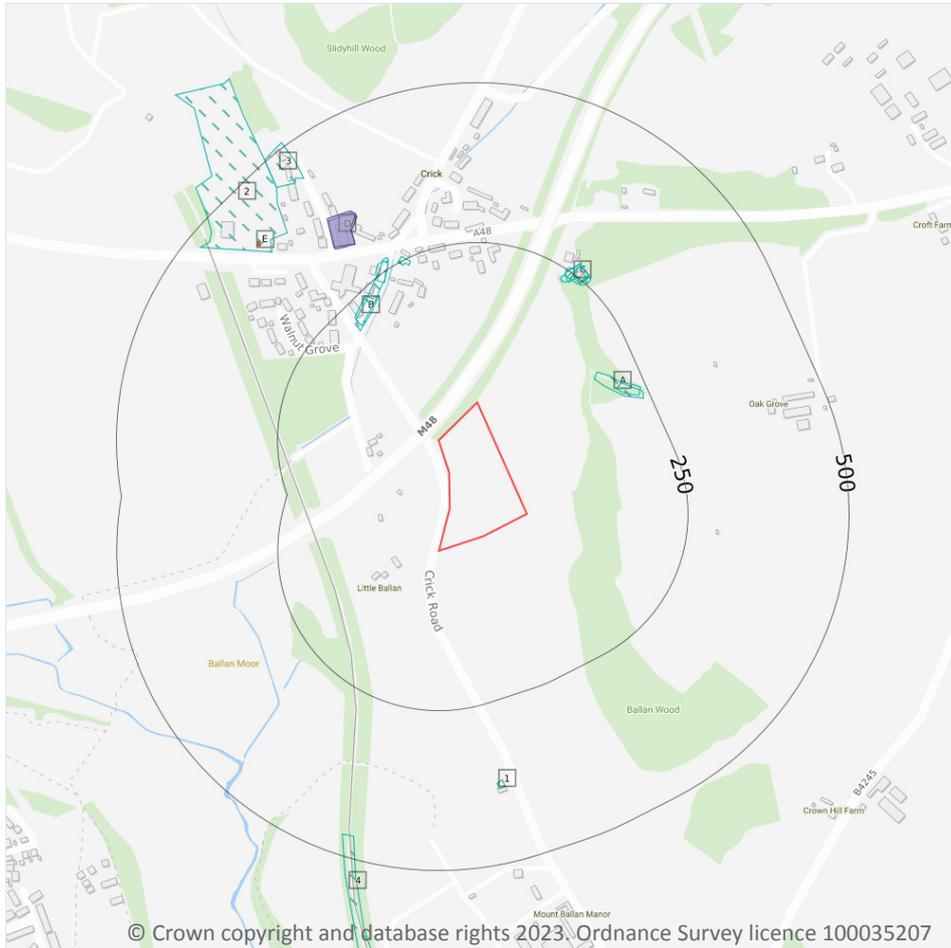 Slidyhill Wood
3
Crick
2
D
A48
E
Croft Farm
C
B
Walnut Grove
A
Oak Grove
M48
250
500
Little Ballan
Crick Road
Ballan Moor
Ballan Wood
1
B4245
Crown Hill Farm
4
Mount Ballan Manor
© Crown copyright and database rights 2023. Ordnance Survey licence 100035207